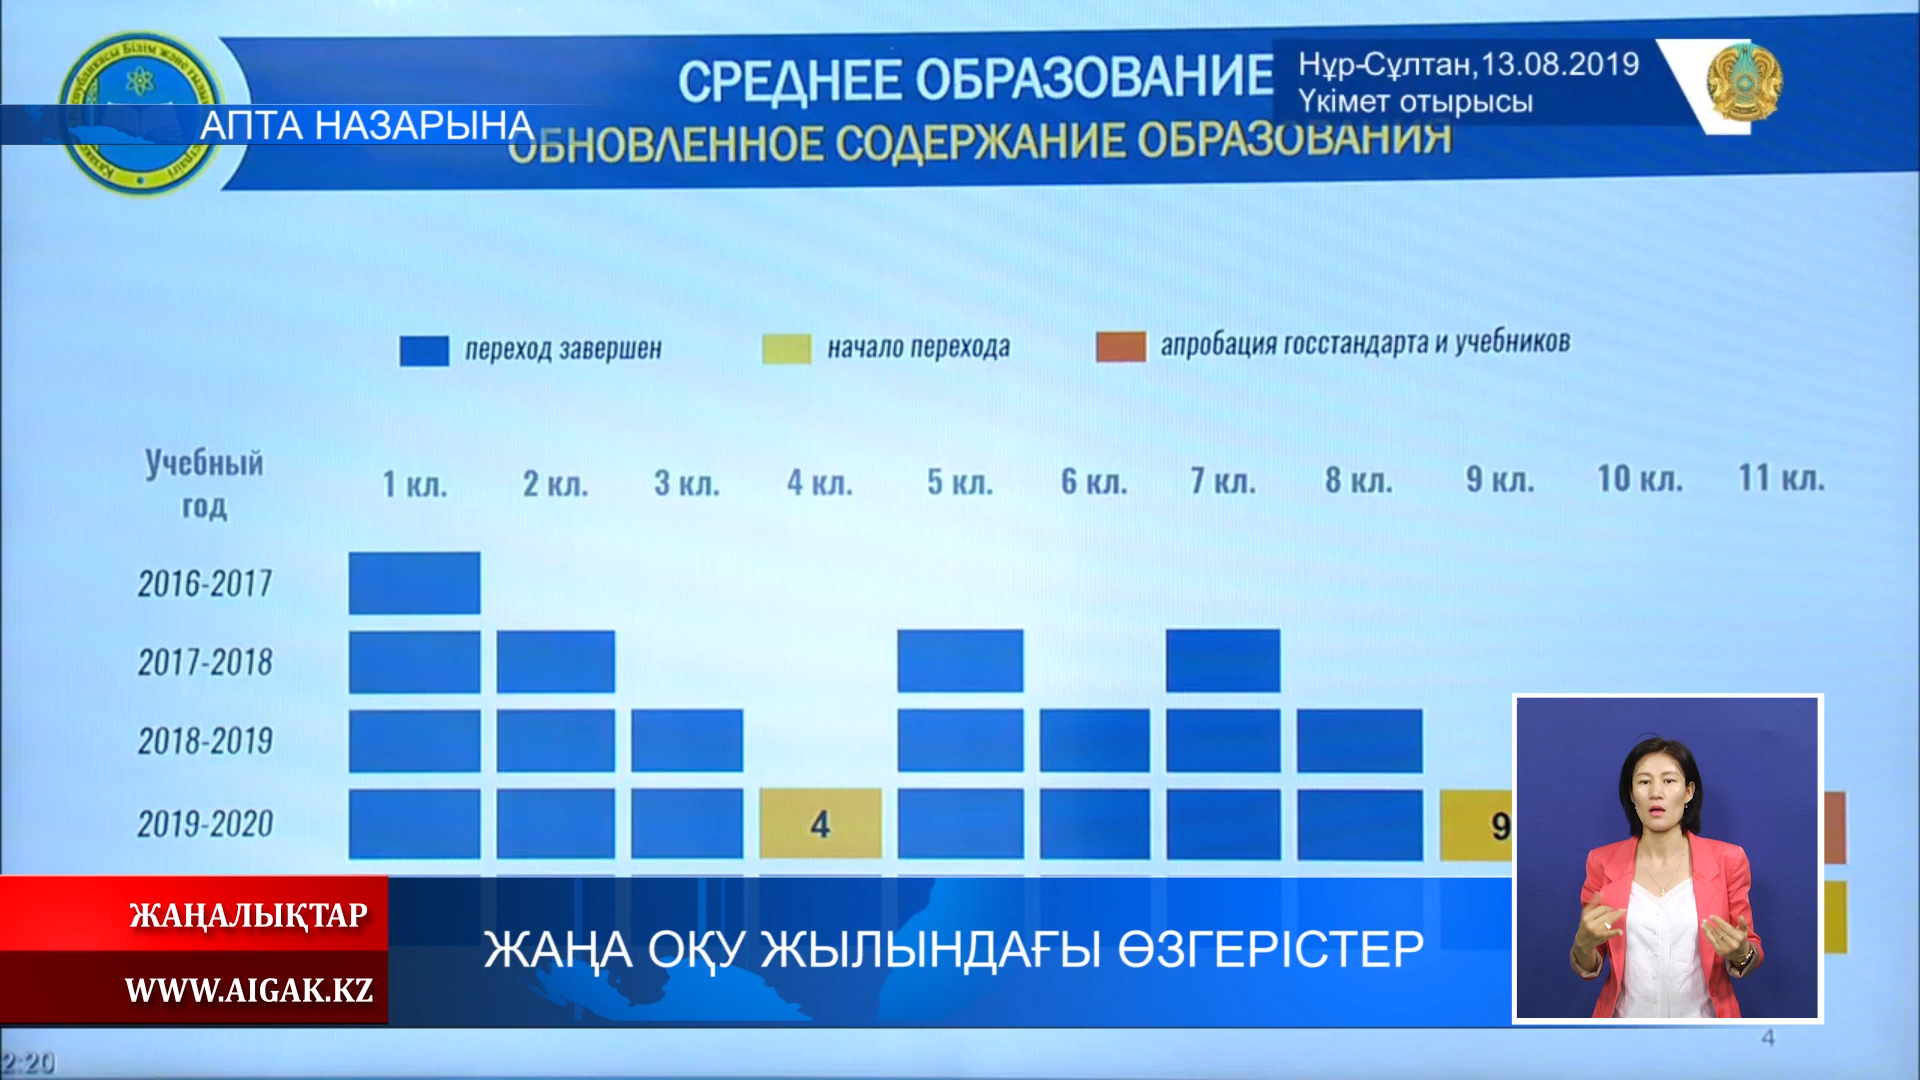 СРЕДНЕЕ ОБРАЗОВАНИЕ
Нұр-Сұлтан,13.08.2019
Үкімет отырысы
АПТА НАЗАРЫНА
ОБНОВЛЕННОЕ СОДЕРЖАНИЕ ОБРАЗОВАНИЯ
переход завершен
начало перехода
апробация госстандарта и учебников
Учебный
год
1 кл. 2 кл. 3 кл. 4 кл. 5 кл. 6 кл. 7 кл. 8 кл. 9 кл. 10 кл. 11 кл.
2016-2017
2017-2018
2018-2019
2019-2020 4 9
ЖАҢАЛЫҚТАР
WWW.AIGAK.KZ
ЖАҢА ОҚУ ЖЫЛЫНДАҒЫ ӨЗГЕРІСТЕР
4
2:20